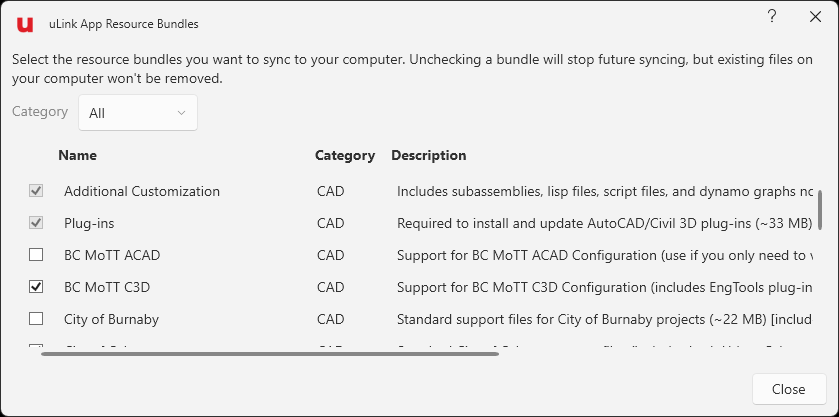 u uLink App Resource Bundles ?
Select the resource bundles you want to sync to your computer. Unchecking a bundle will stop future syncing, but existing files on
your computer won't be removed.
Category All
Name Category Description
Additional Customization CAD Includes subassemblies, lisp files, script files, and dynamo graphs
Plug-ins CAD Required to install and update AutoCAD/Civil 3D plug-ins (~33 MB)
BC MoTT ACAD CAD Support for BC MoTT ACAD Configuration (use if you only need to
BC MoTT C3D CAD Support for BC MoTT C3D Configuration (includes EngTools plug-in
City of Burnaby CAD Standard support files for City of Burnaby projects (~22 MB) [includ
Close